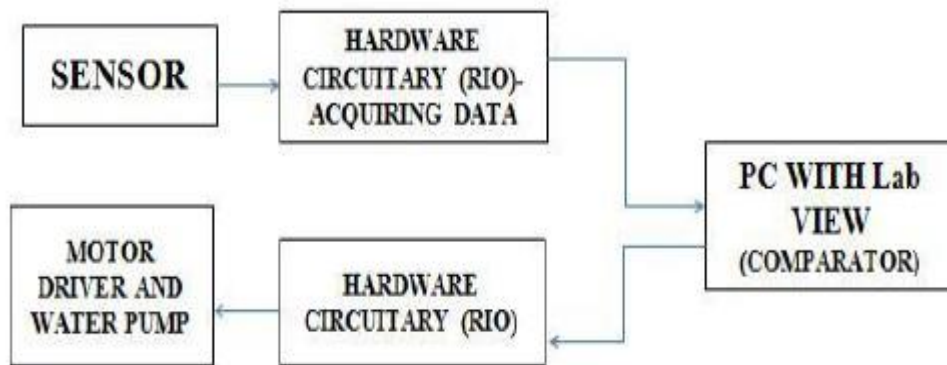 SENSOR
HARDWARE
CIRCUITARY (RIO)-
ACQUIRING DATA
PC WITH Lab
VIEW
(COMPARATOR)
MOTOR
DRIVER AND
WATER PUMP
HARDWARE
CIRCUITARY (RIO)